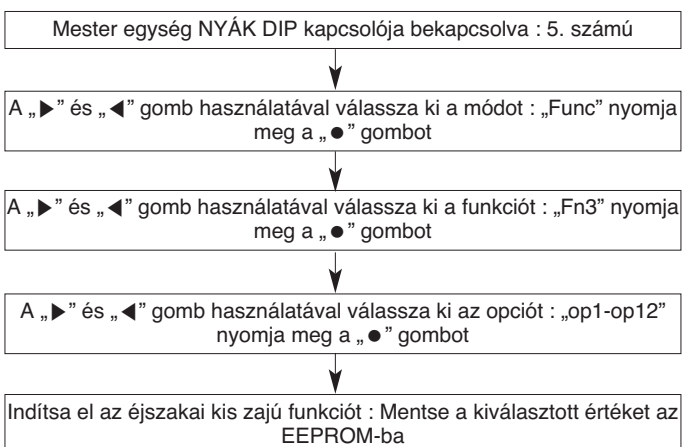 Mester egység NYÁK DIP kapcsolója bekapcsolva : 5. számú
A „▶” és „◀” gomb használatával válassza ki a módot : „Func” nyomja
meg a „●” gombot
A „▶” és „◀” gomb használatával válassza ki a funkciót : „Fn3” nyomja
meg a „●” gombot
A „▶” és „◀” gomb használatával válassza ki az opciót : „op1-op12”
nyomja meg a „●” gombot
Indítsa el az éjszakai kis zajú funkciót : Mentse a kiválasztott értéket az
EEPROM-ba